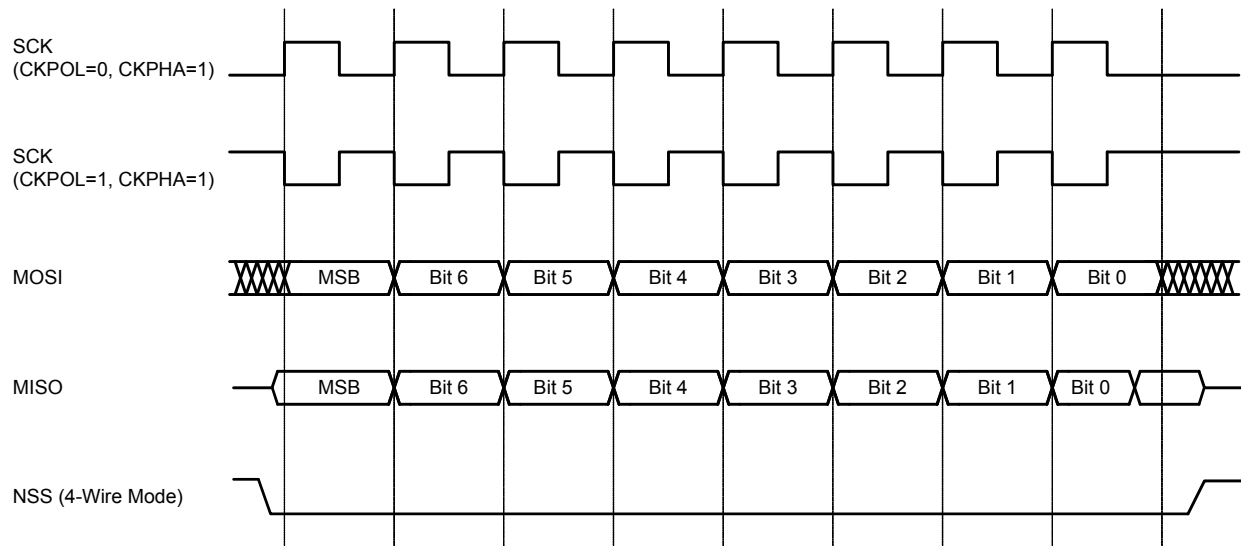 SCK
(CKPOL=0, CKPHA=1)
SCK
(CKPOL=1, CKPHA=1)
MOSI MSB Bit 6 Bit 5 Bit 4 Bit 3 Bit 2 Bit 1 Bit 0
MISO MSB Bit 6 Bit 5 Bit 4 Bit 3 Bit 2 Bit 1 Bit 0
NSS (4-Wire Mode)